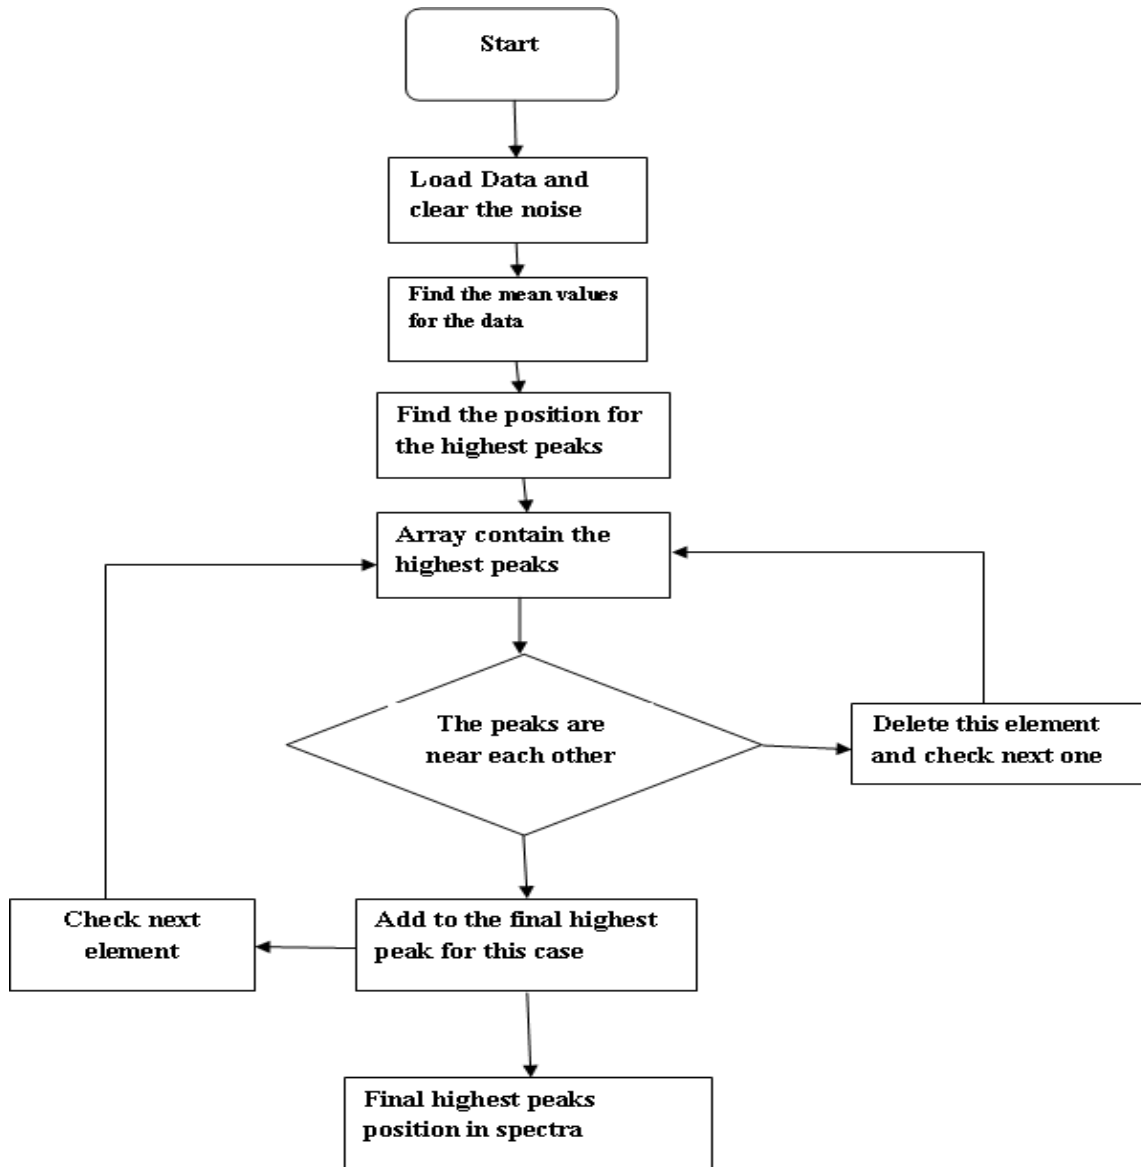 Start
Load Data and
clear the noise
Find the mean values
for the data
Find the position for
the highest peaks
Array contain the
highest peaks
The peaks are
near each other
Delete this element
and check next one
Check next
element
Add to the final highest
peak for this case
Final highest peaks
position in spectra